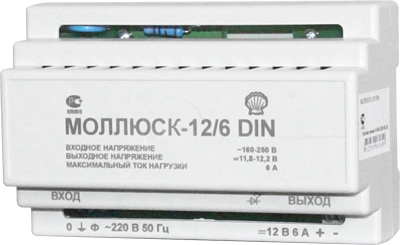 МОЛЛЮСК-12/6 DIN
ВХОДНОЕ НАПРЯЖЕНИЕ ~160-250 В
ВЫХОДНОЕ НАПРЯЖЕНИЕ =11,8-12,2 В
МАКСИМАЛЬНЫЙ ТОК НАГРУЗКИ 6 А
ВХОД ВЫХОД
0 ⏚ Ф ~220 В 50 Гц =12 В 6 А + -